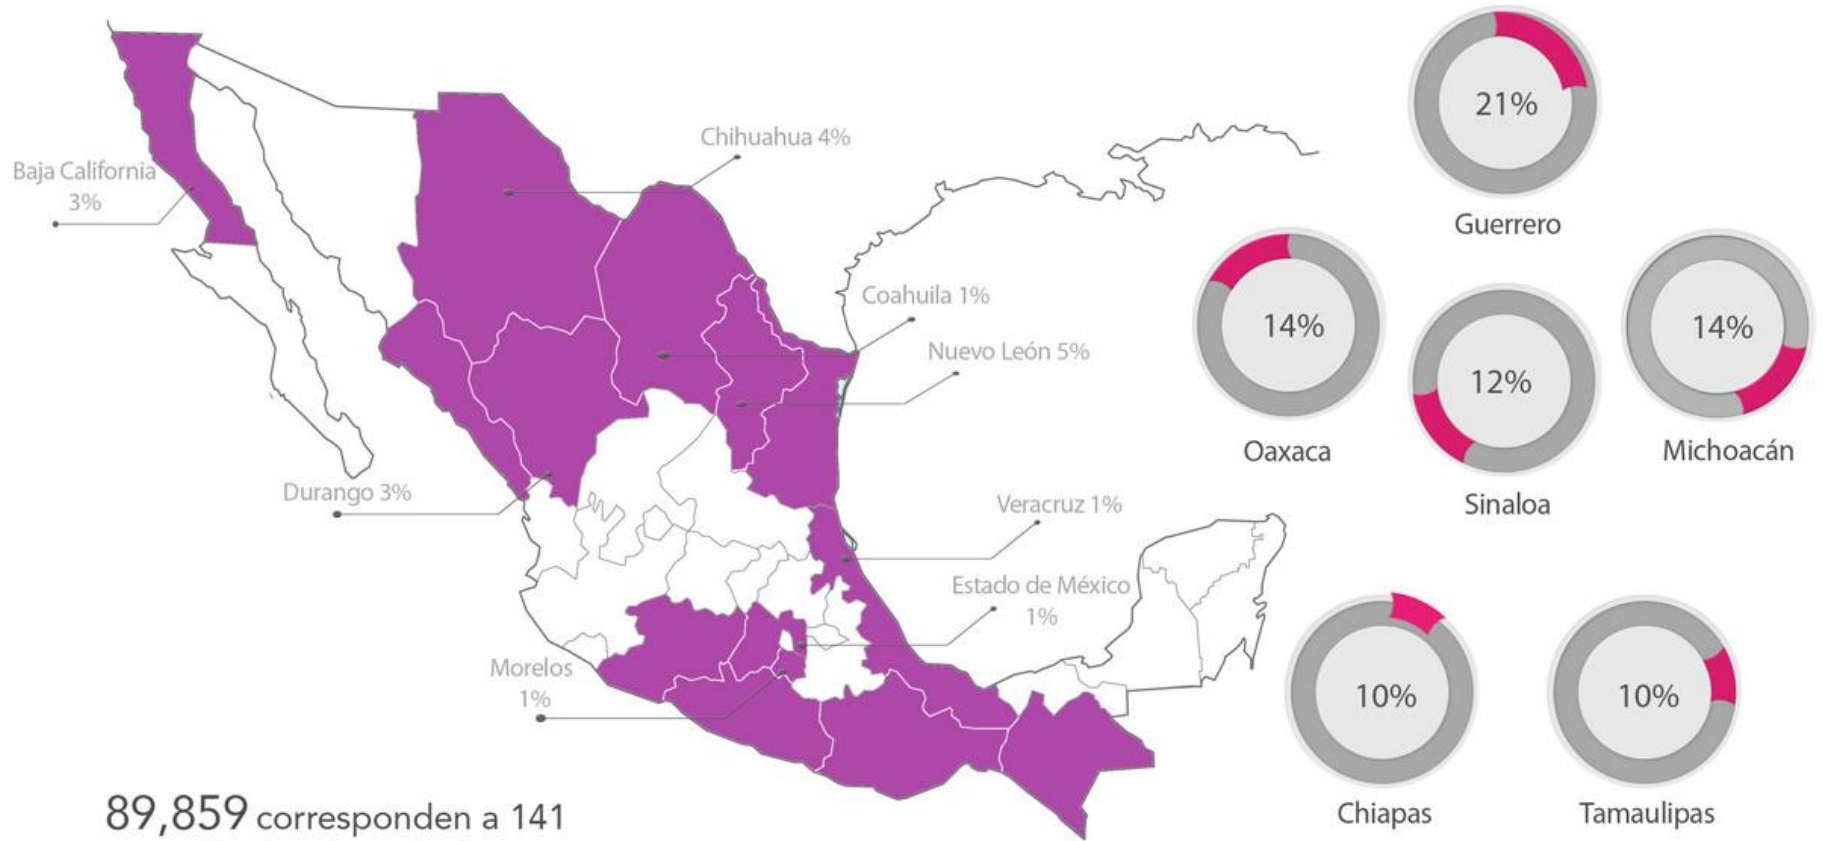 Baja California
3%
Chihuahua 4%
Coahuila 1%
Nuevo León 5%
Durango 3%
Veracruz 1%
Estado de México
1%
Morelos
1%
89,859 corresponden a 141
21%
Guerrero
14%
Oaxaca
12%
Sinaloa
14%
Michoacán
10%
Chiapas
10%
Tamaulipas